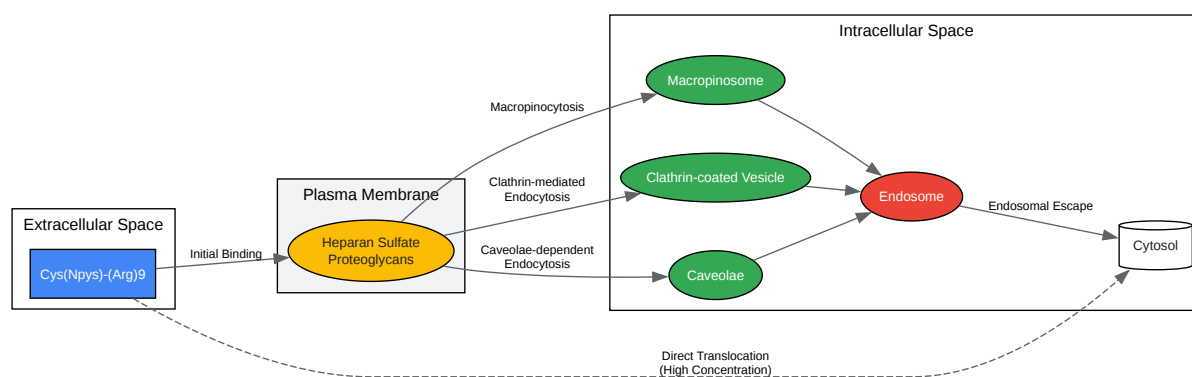 Intracellular Space
Macropinosome
Macropinocytosis
Clathrin-coated Vesicle
Clathrin-mediated
Endocytosis
Plasma Membrane
Endosome
Endosomal Escape
Extracellular Space
Heparan Sulfate
Proteoglycans
Initial Binding
Cytosol
Cys(Npys)-(Arg)9
Caveolae-dependent
Endocytosis
Caveolae
Direct Translocation
(High Concentration)